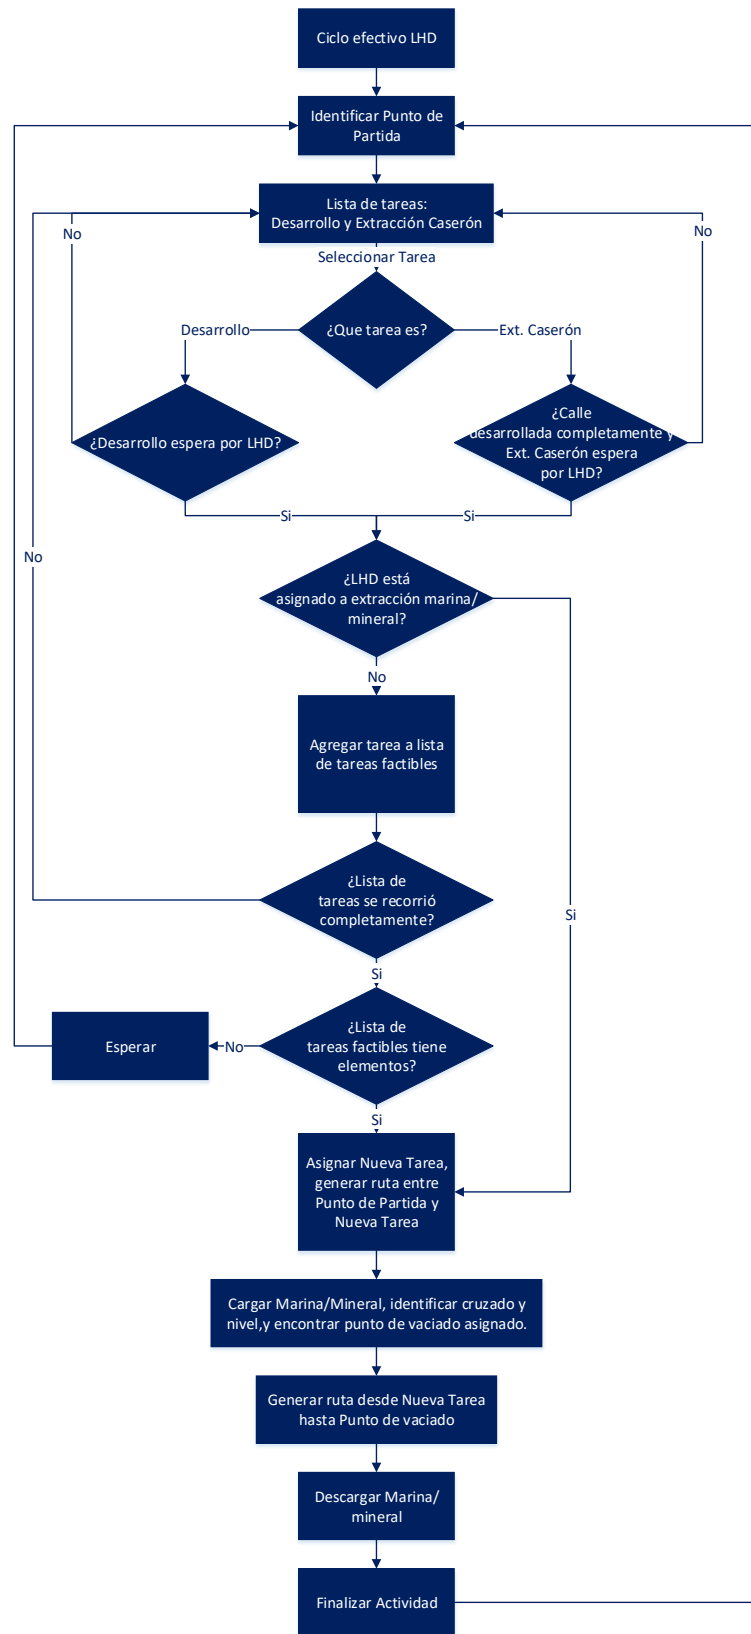 Ciclo efectivo LHD
Identificar Punto de
Partida
Lista de tareas:
Desarrollo y Extracción Caserón
No
No
Seleccionar Tarea
Desarrollo
¿Que tarea es?
Ext. Caserón
¿Desarrollo espera por LHD?
¿Calle
desarrollada completamente y
Ext. Caserón espera
por LHD?
Si
Si
No
¿LHD está
asignado a extracción marina/
mineral?
No
Agregar tarea a lista
de tareas factibles
¿Lista de
tareas se recorrió
completamente?
Si
Si
Esperar
No
¿Lista de
tareas factibles tiene
elementos?
Si
Asignar Nueva Tarea,
generar ruta entre
Punto de Partida y
Nueva Tarea
Cargar Marina/Mineral, identificar cruzado y
nivel,y encontrar punto de vaciado asignado.
Generar ruta desde Nueva Tarea
hasta Punto de vaciado
Descargar Marina/
mineral
Finalizar Actividad